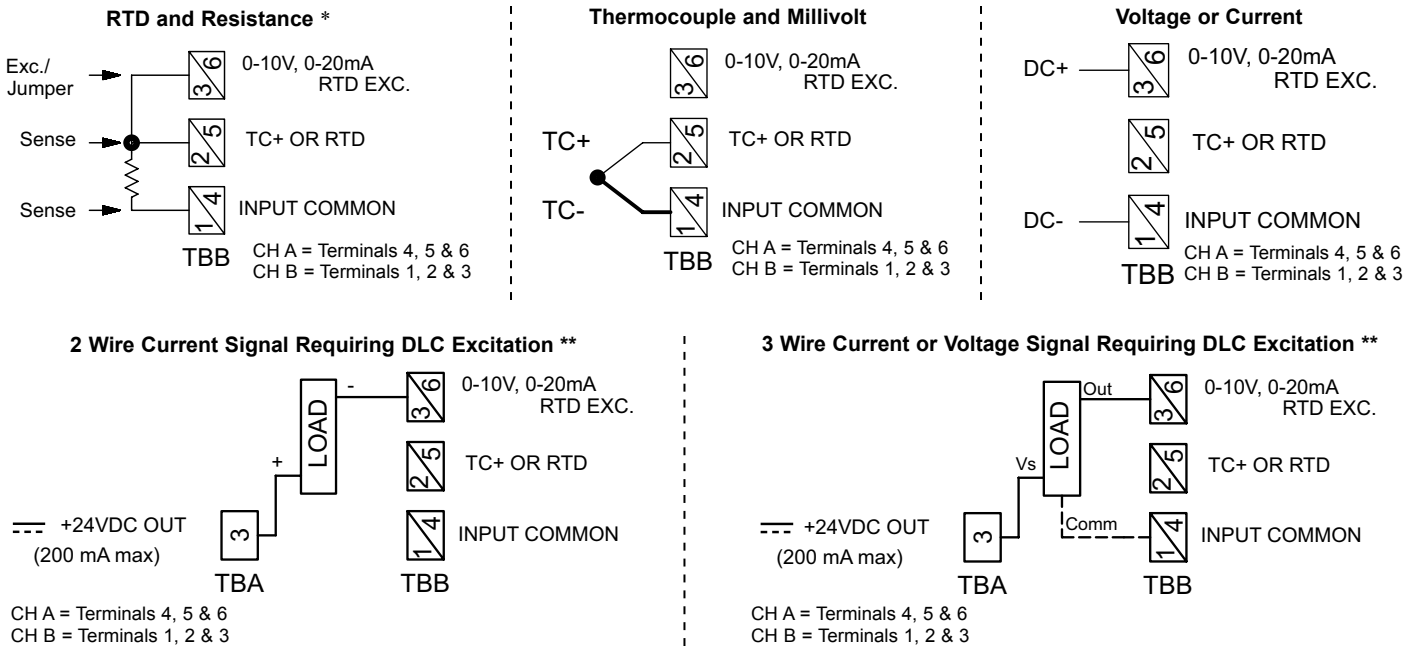 RTD and Resistance *
Exc./
Jumper
3/6
0-10V, 0-20mA
RTD EXC.
Sense
2/5
TC+ OR RTD
Sense
1/4
INPUT COMMON
TBB
CH A = Terminals 4, 5 & 6
CH B = Terminals 1, 2 & 3
Thermocouple and Millivolt
3/6
0-10V, 0-20mA
RTD EXC.
TC+
2/5
TC+ OR RTD
TC-
1/4
INPUT COMMON
TBB
CH A = Terminals 4, 5 & 6
CH B = Terminals 1, 2 & 3
Voltage or Current
DC+
3/6
0-10V, 0-20mA
RTD EXC.
2/5
TC+ OR RTD
DC-
1/4
INPUT COMMON
TBB
CH A = Terminals 4, 5 & 6
CH B = Terminals 1, 2 & 3
2 Wire Current Signal Requiring DLC Excitation **
-
LOAD
+
3/6
0-10V, 0-20mA
RTD EXC.
2/5
TC+ OR RTD
+24VDC OUT
(200 mA max)
3
TBA
1/4
INPUT COMMON
TBB
CH A = Terminals 4, 5 & 6
CH B = Terminals 1, 2 & 3
3 Wire Current or Voltage Signal Requiring DLC Excitation **
Out
LOAD
Vs
3/6
0-10V, 0-20mA
RTD EXC.
2/5
TC+ OR RTD
+24VDC OUT
(200 mA max)
3
TBA
Comm
1/4
INPUT COMMON
TBB
CH A = Terminals 4, 5 & 6
CH B = Terminals 1, 2 & 3